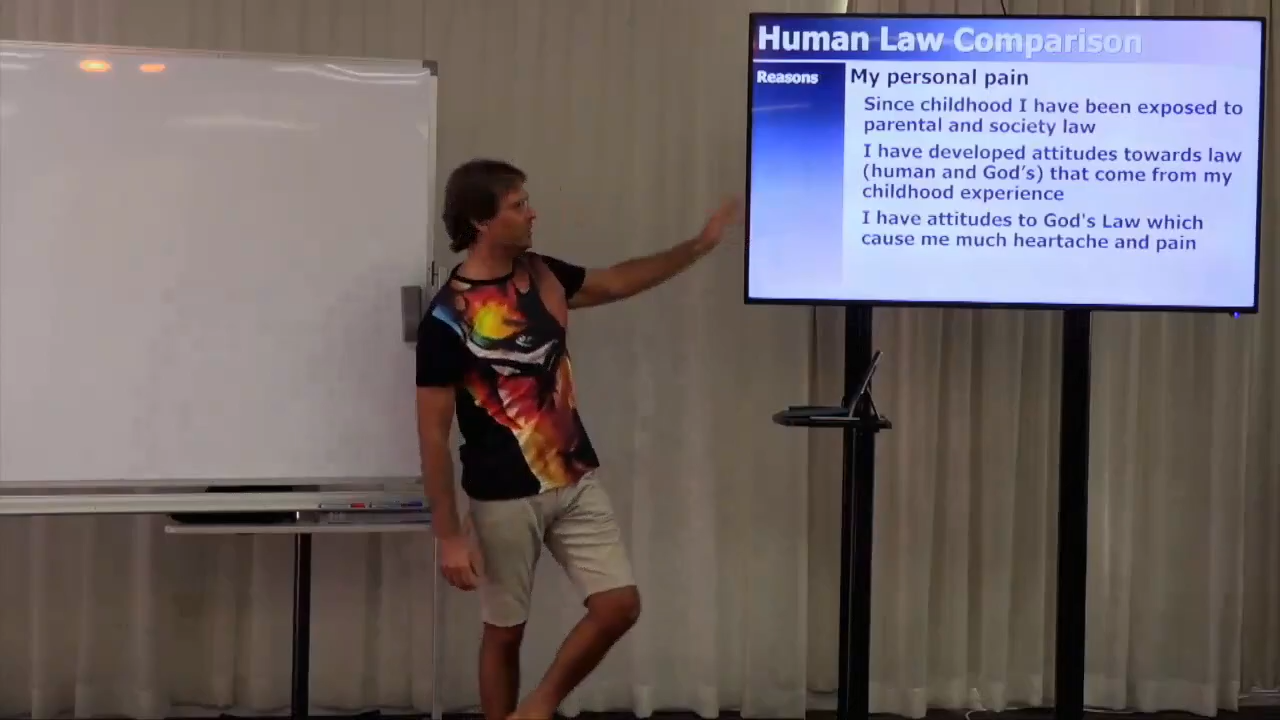 Human Law Comparison
Reasons
My personal pain
Since childhood I have been exposed to
parental and society law
I have developed attitudes towards law
(human and God's) that come from my
childhood experience
I have attitudes to God's Law which
cause me much heartache and pain